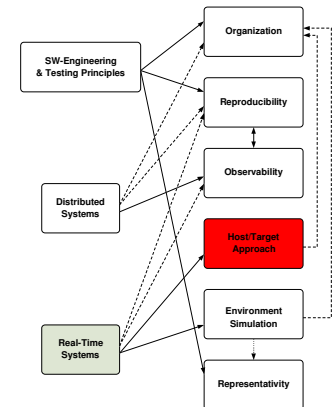 Organization
SW-Engineering
& Testing Principles
Reproducibility
Observability
Distributed
Systems
Host/Target
Approach
Environment
Simulation
Real-Time
Systems
Representativity